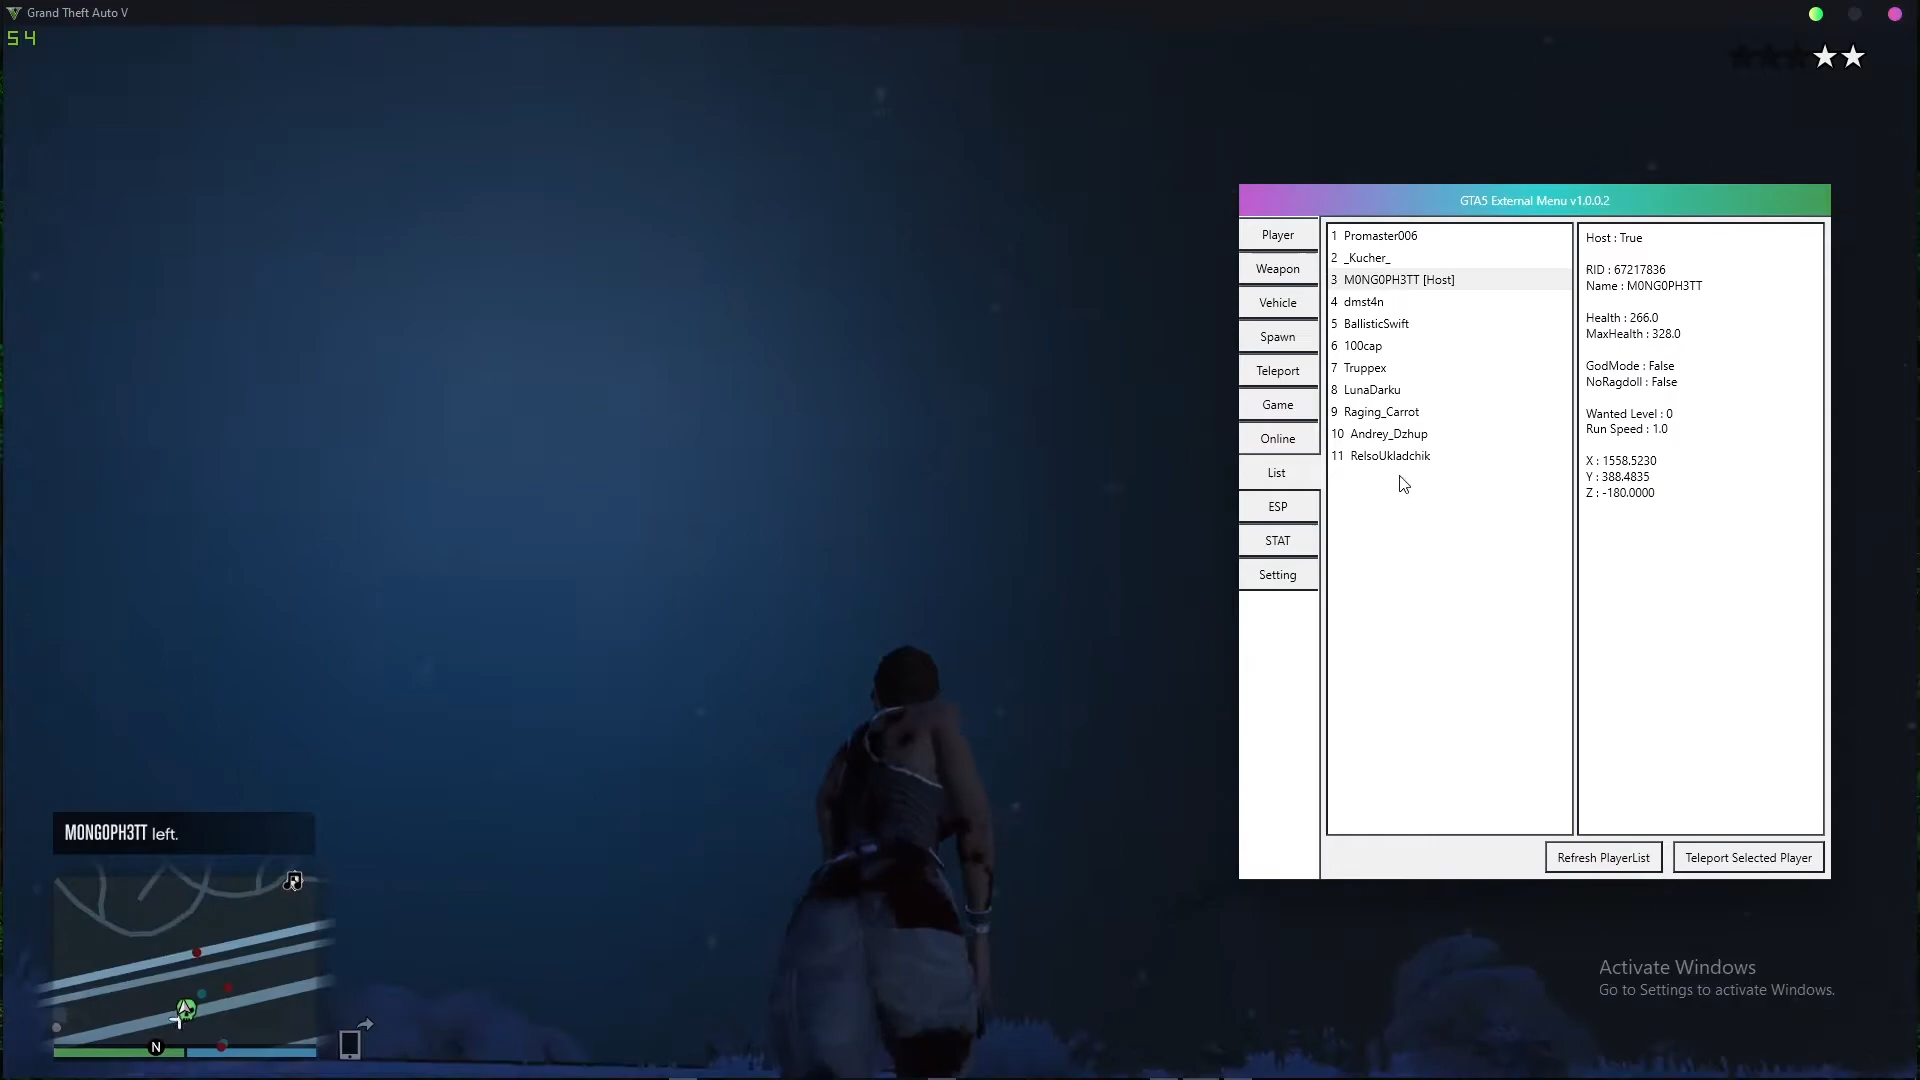 Grand Theft Auto V
54
GTA5 External Menu v1.0.0.2
Player
Weapon
Vehicle
Spawn
Teleport
Game
Online
List
ESP
STAT
Setting
1 Promaster006
2 _Kucher_
3 M0NG0PH3TT [Host]
4 dmst4n
5 BallisticSwift
6 100cap
7 Truppex
8 LunaDarku
9 Raging_Carrot
10 Andrey_Dzhup
11 RelsoUkladchik
Host : True
RID : 67217836
Name : M0NG0PH3TT
Health : 266.0
MaxHealth : 328.0
GodMode : False
NoRagdoll : False
Wanted Level : 0
Run Speed : 1.0
X : 1558.5230
Y : 388.4835
Z : -180.0000
Refresh PlayerList
Teleport Selected Player
M0NG0PH3TT left.
N
Activate Windows
Go to Settings to activate Windows.